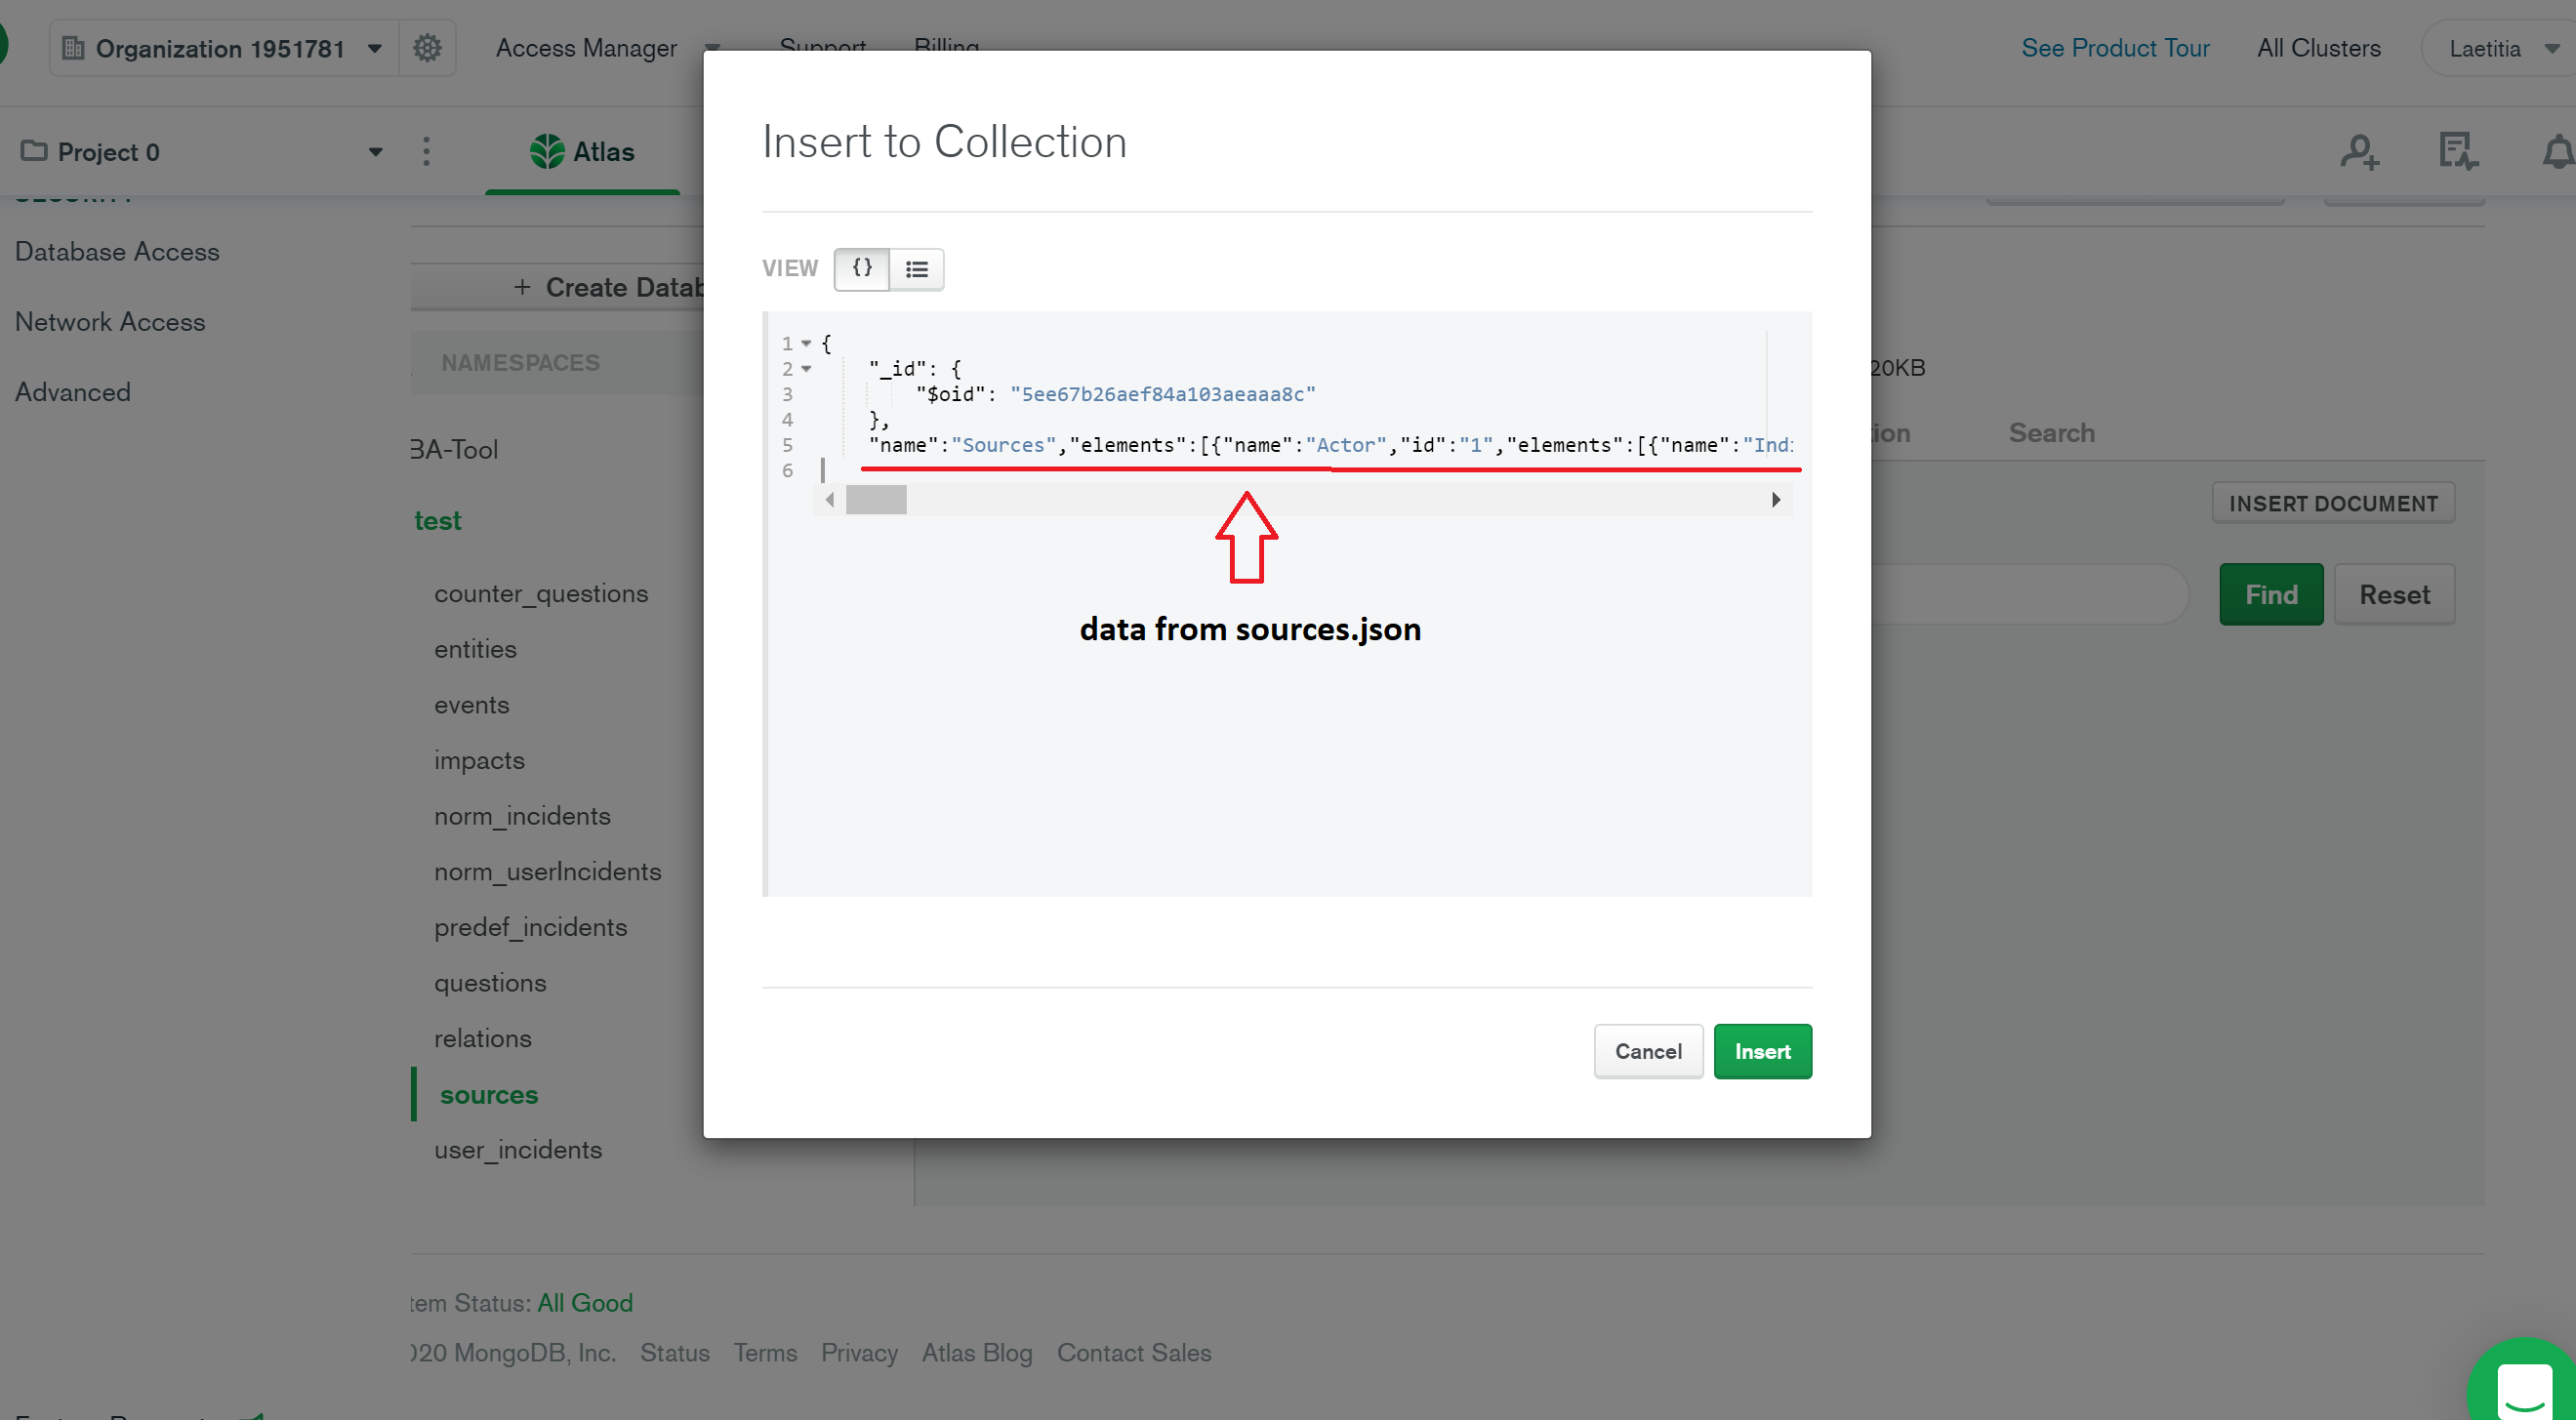 Organization 1951781
Access Manager
Support
Billing
See Product Tour
All Clusters
Laetitia
Project 0
Atlas
SECURITY
Database Access
Network Access
Advanced
+ Create Datab
NAMESPACES
BA-Tool
test
counter_questions
entities
events
impacts
norm_incidents
norm_userIncidents
predef_incidents
questions
relations
sources
user_incidents
Insert to Collection
VIEW {}
1 {
2 "_id": {
3 "$oid": "5ee67b26aef84a103aeaaa8c"
4 },
5 "name":"Sources","elements":[{"name":"Actor","id":"1","elements":[{"name":"Ind
6
data from sources.json
Cancel
Insert
20KB
tion
Search
INSERT DOCUMENT
Find
Reset
tem Status: All Good
020 MongoDB, Inc. Status Terms Privacy Atlas Blog Contact Sales